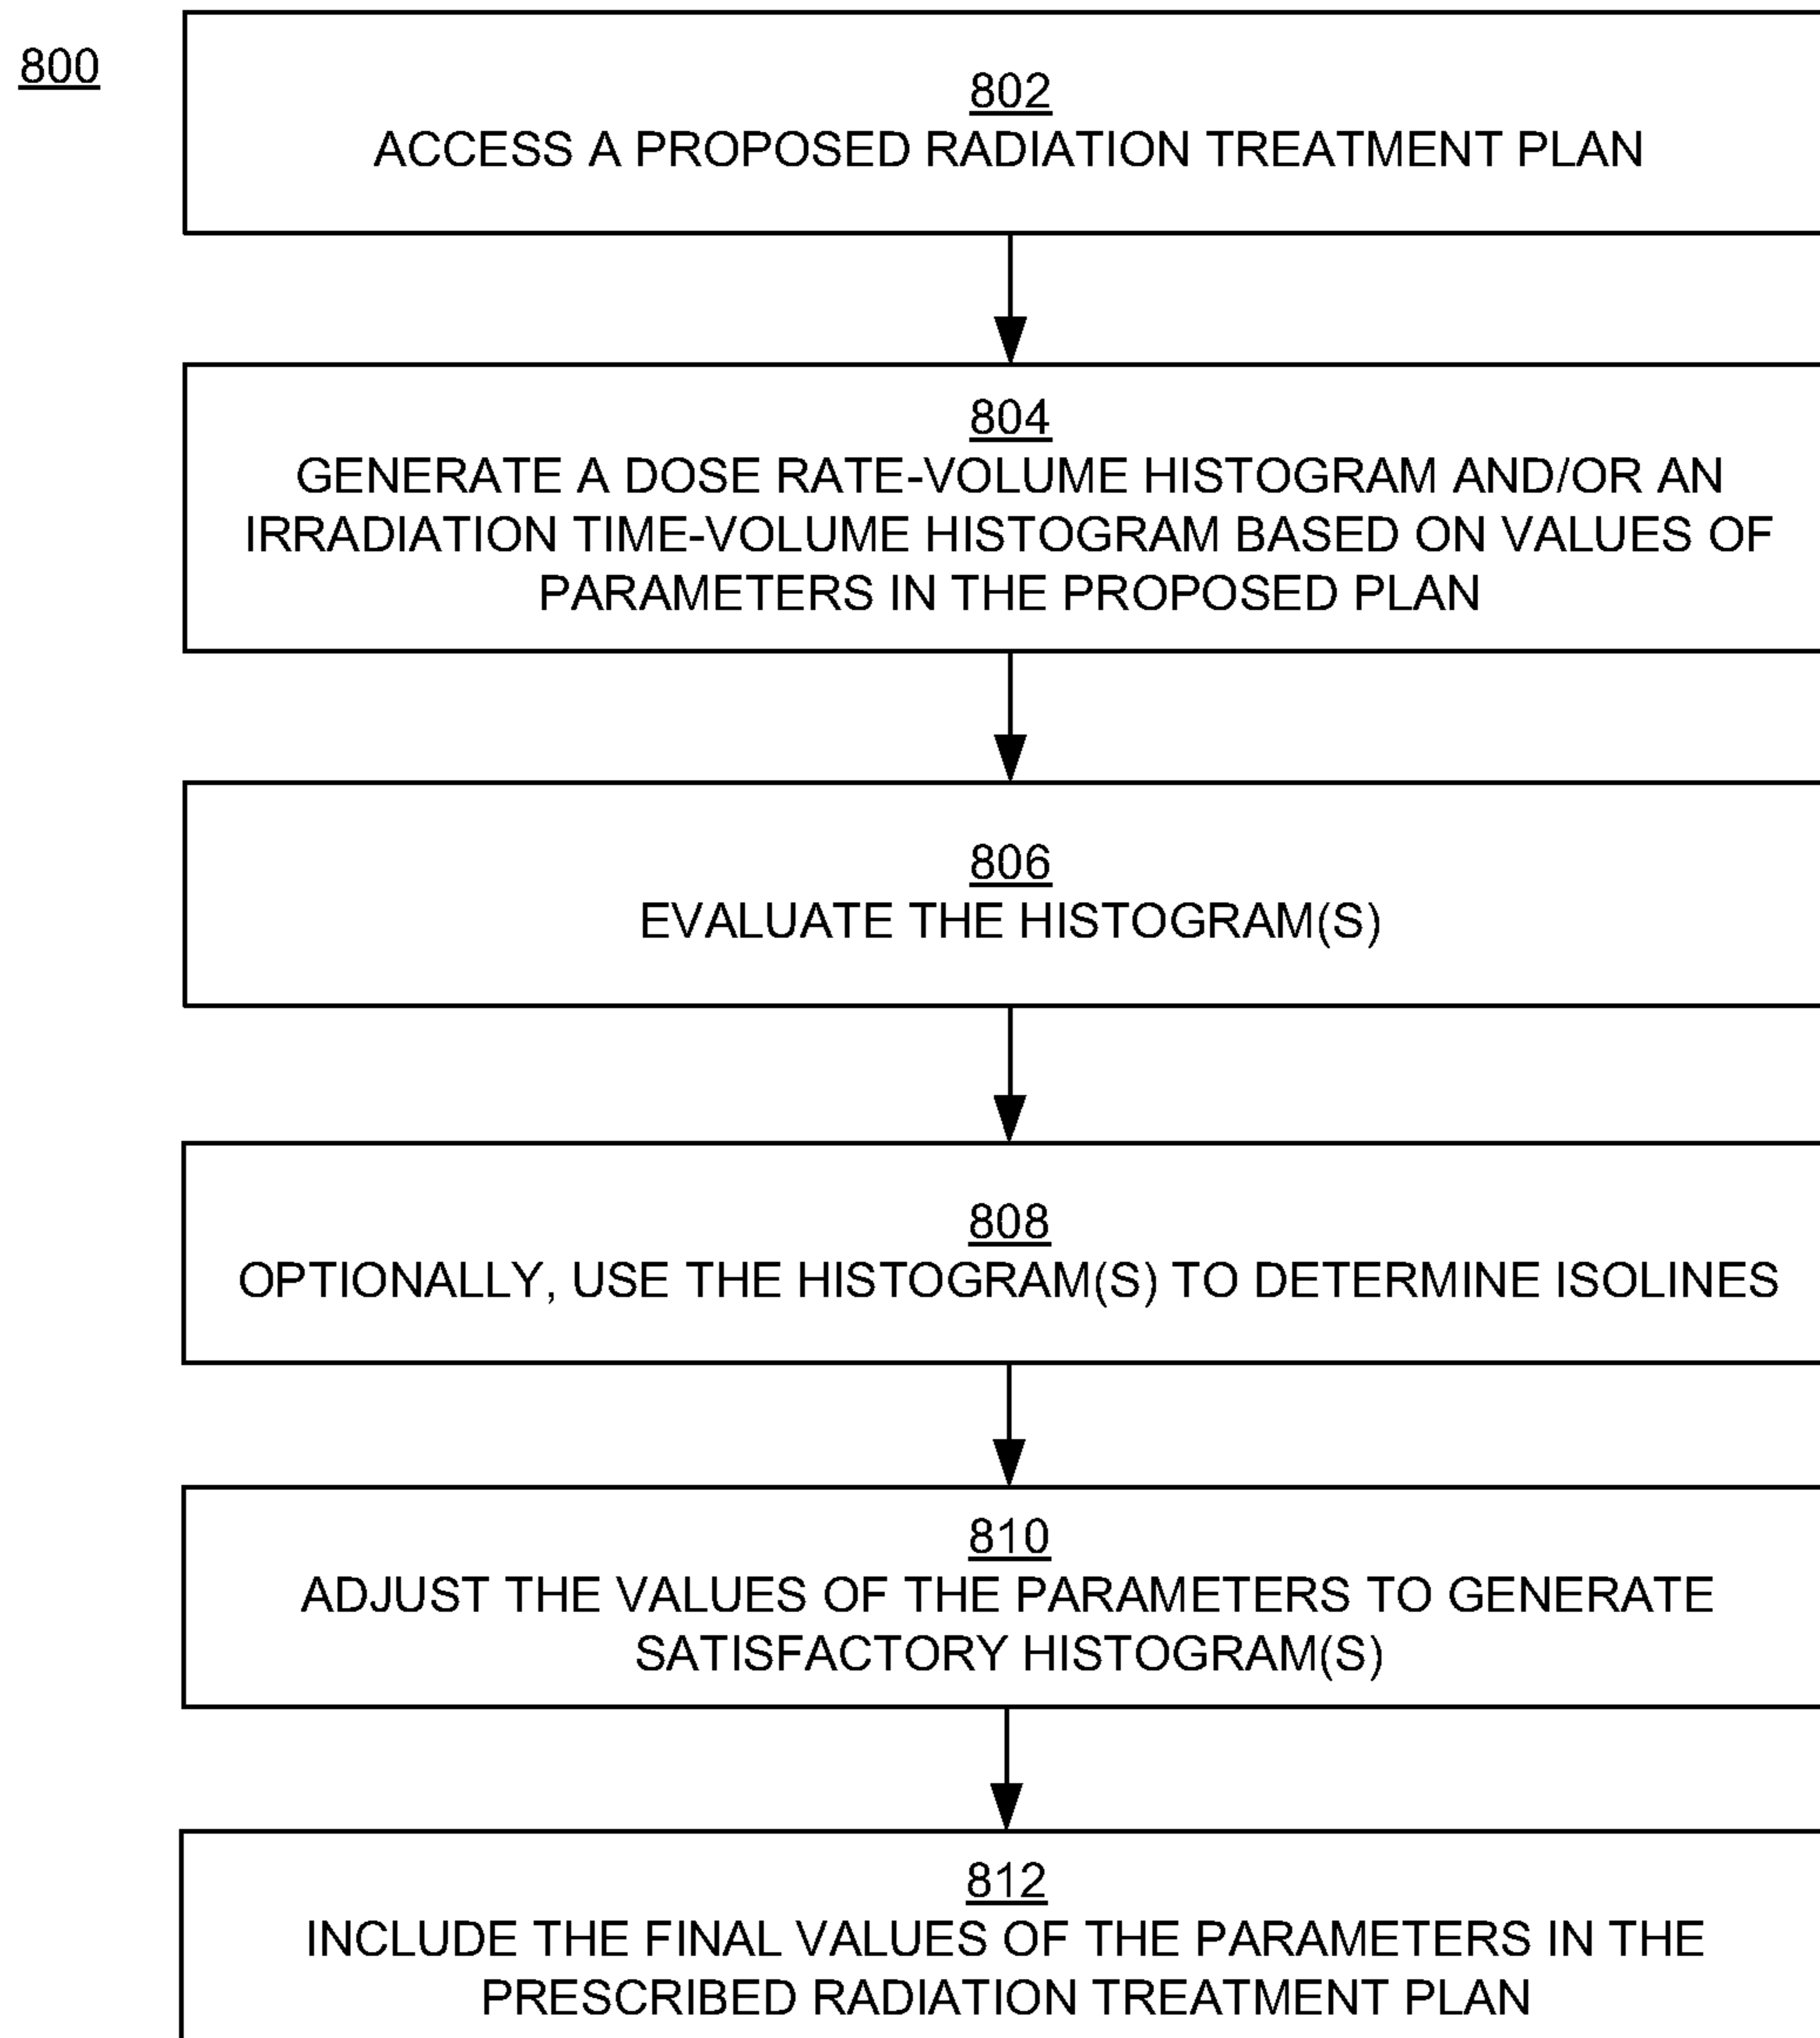 800
802
ACCESS A PROPOSED RADIATION TREATMENT PLAN
804
GENERATE A DOSE RATE-VOLUME HISTOGRAM AND/OR AN
IRRADIATION TIME-VOLUME HISTOGRAM BASED ON VALUES OF
PARAMETERS IN THE PROPOSED PLAN
806
EVALUATE THE HISTOGRAM(S)
808
OPTIONALLY, USE THE HISTOGRAM(S) TO DETERMINE ISOLINES
810
ADJUST THE VALUES OF THE PARAMETERS TO GENERATE
SATISFACTORY HISTOGRAM(S)
812
INCLUDE THE FINAL VALUES OF THE PARAMETERS IN THE
PRESCRIBED RADIATION TREATMENT PLAN